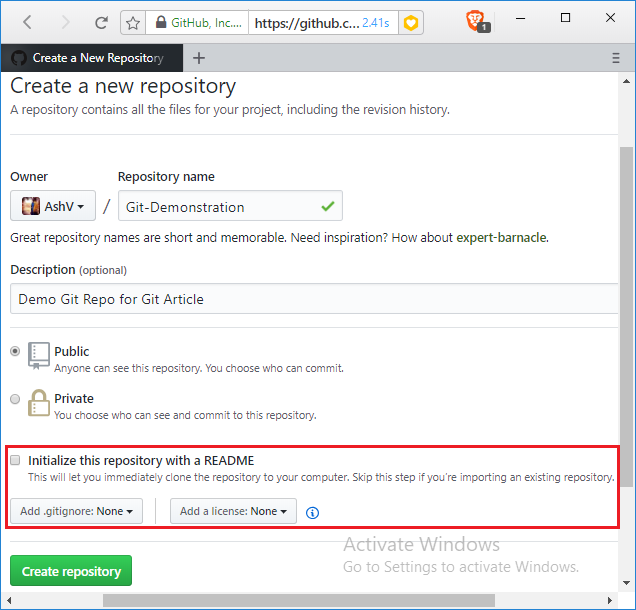 GitHub, Inc.... https://github.c... 2.41s 1
Create a New Repository
Create a new repository
A repository contains all the files for your project, including the revision history.
Owner Repository name
AshV / Git-Demonstration
Great repository names are short and memorable. Need inspiration? How about expert-barnacle.
Description (optional)
Demo Git Repo for Git Article
Public
Anyone can see this repository. You choose who can commit.
Private
You choose who can see and commit to this repository.
Initialize this repository with a README
This will let you immediately clone the repository to your computer. Skip this step if you're importing an existing repository.
Add .gitignore: None Add a license: None
Activate Windows
Go to Settings to activate Windows.
Create repository